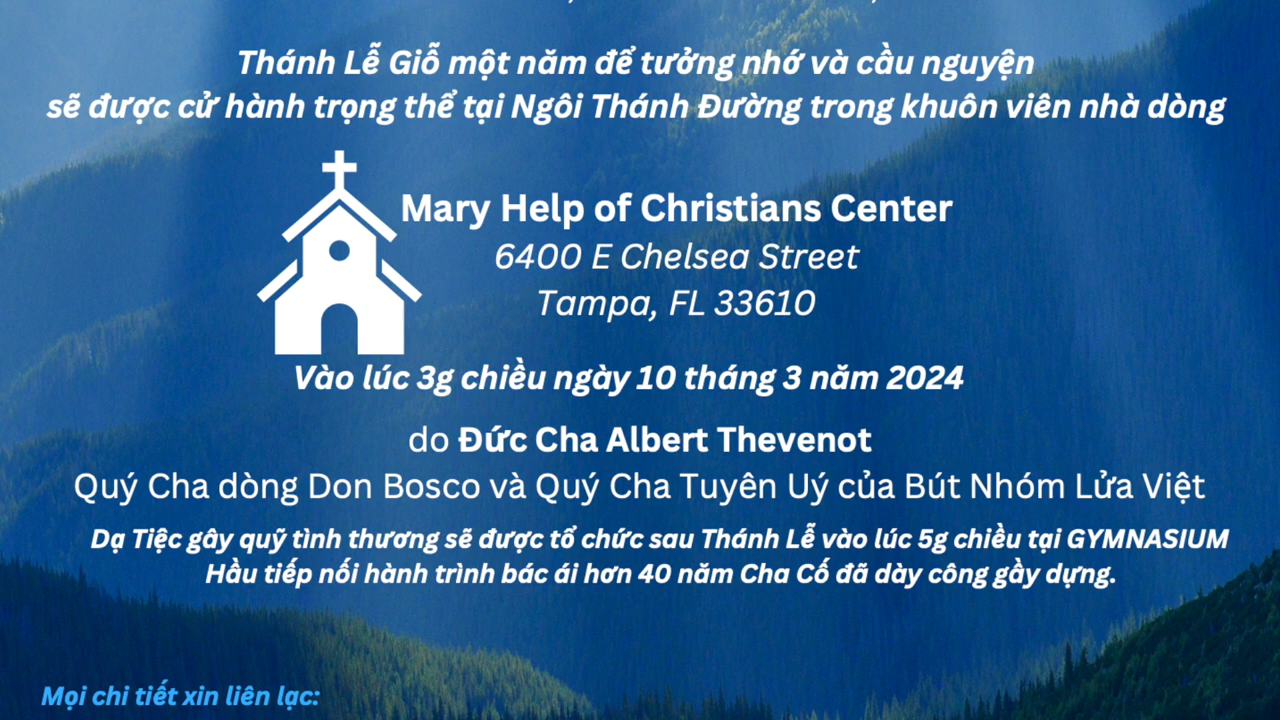 Thánh Lễ Giỗ một năm để tưởng nhớ và cầu nguyện
sẽ được cử hành trọng thể tại Ngôi Thánh Đường trong khuôn viên nhà dòng
Mary Help of Christians Center
6400 E Chelsea Street
Tampa, FL 33610
Vào lúc 3g chiều ngày 10 tháng 3 năm 2024
do Đức Cha Albert Thevenot
Quý Cha dòng Don Bosco và Quý Cha Tuyên Uý của Bút Nhóm Lửa Việt
Dạ Tiệc gây quỹ tình thương sẽ được tổ chức sau Thánh Lễ vào lúc 5g chiều tại GYMNASIUM
Hầu tiếp nối hành trình bác ái hơn 40 năm Cha Cố đã dày công gầy dựng.
Mọi chi tiết xin liên lạc: